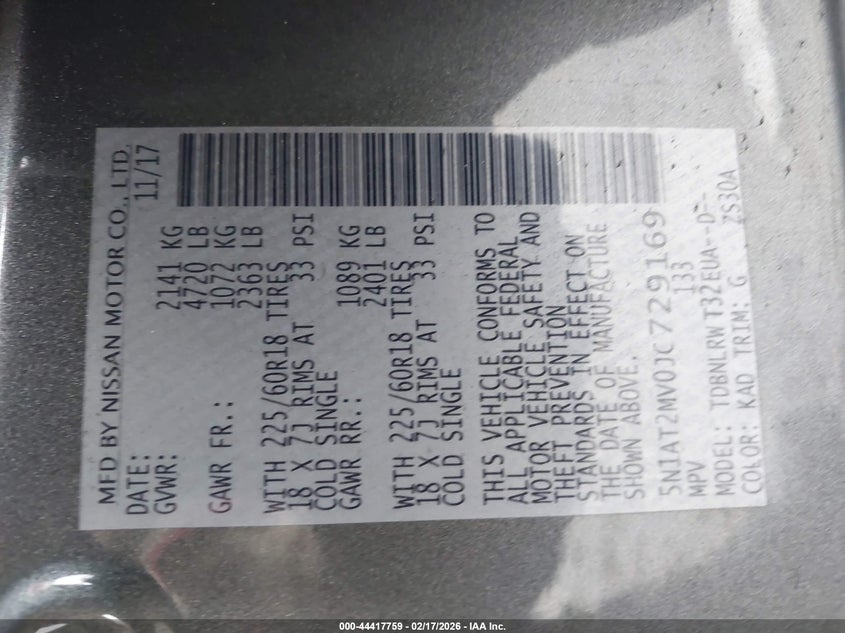 MFD BY NISSAN MOTOR CO., LTD.
DATE: 11/17
GVWR: 2141 KG
4720 LB
GAWR FR.: 1072 KG
2363 LB
WITH 225/60R18 TIRES
18 X 7J RIMS AT 33 PSI
COLD SINGLE
GAWR RR.: 1089 KG
2401 LB
WITH 225/60R18 TIRES
18 X 7J RIMS AT 33 PSI
COLD SINGLE
THIS VEHICLE CONFORMS TO
ALL APPLICABLE FEDERAL
MOTOR VEHICLE SAFETY AND
THEFT PREVENTION
STANDARDS IN EFFECT ON
THE DATE OF MANUFACTURE
SHOWN ABOVE.
5N1AT2MV0JC729169
MPV 133
MODEL: TDBNLRW T32EUA--D--
COLOR: KAD TRIM: G ZS30A
000-44417759 - 02/17/2026 - IAA Inc.